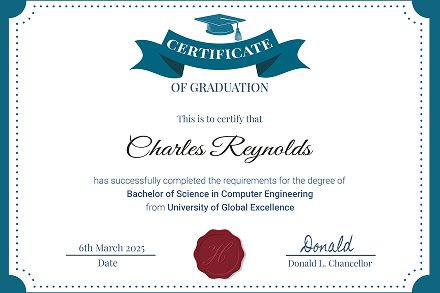 CERTIFICATE
OF GRADUATION
This is to certify that
Charles Reynolds
has successfully completed the requirements for the degree of
Bachelor of Science in Computer Engineering
from University of Global Excellence
6th March 2025
Date
Donald
Donald L. Chancellor